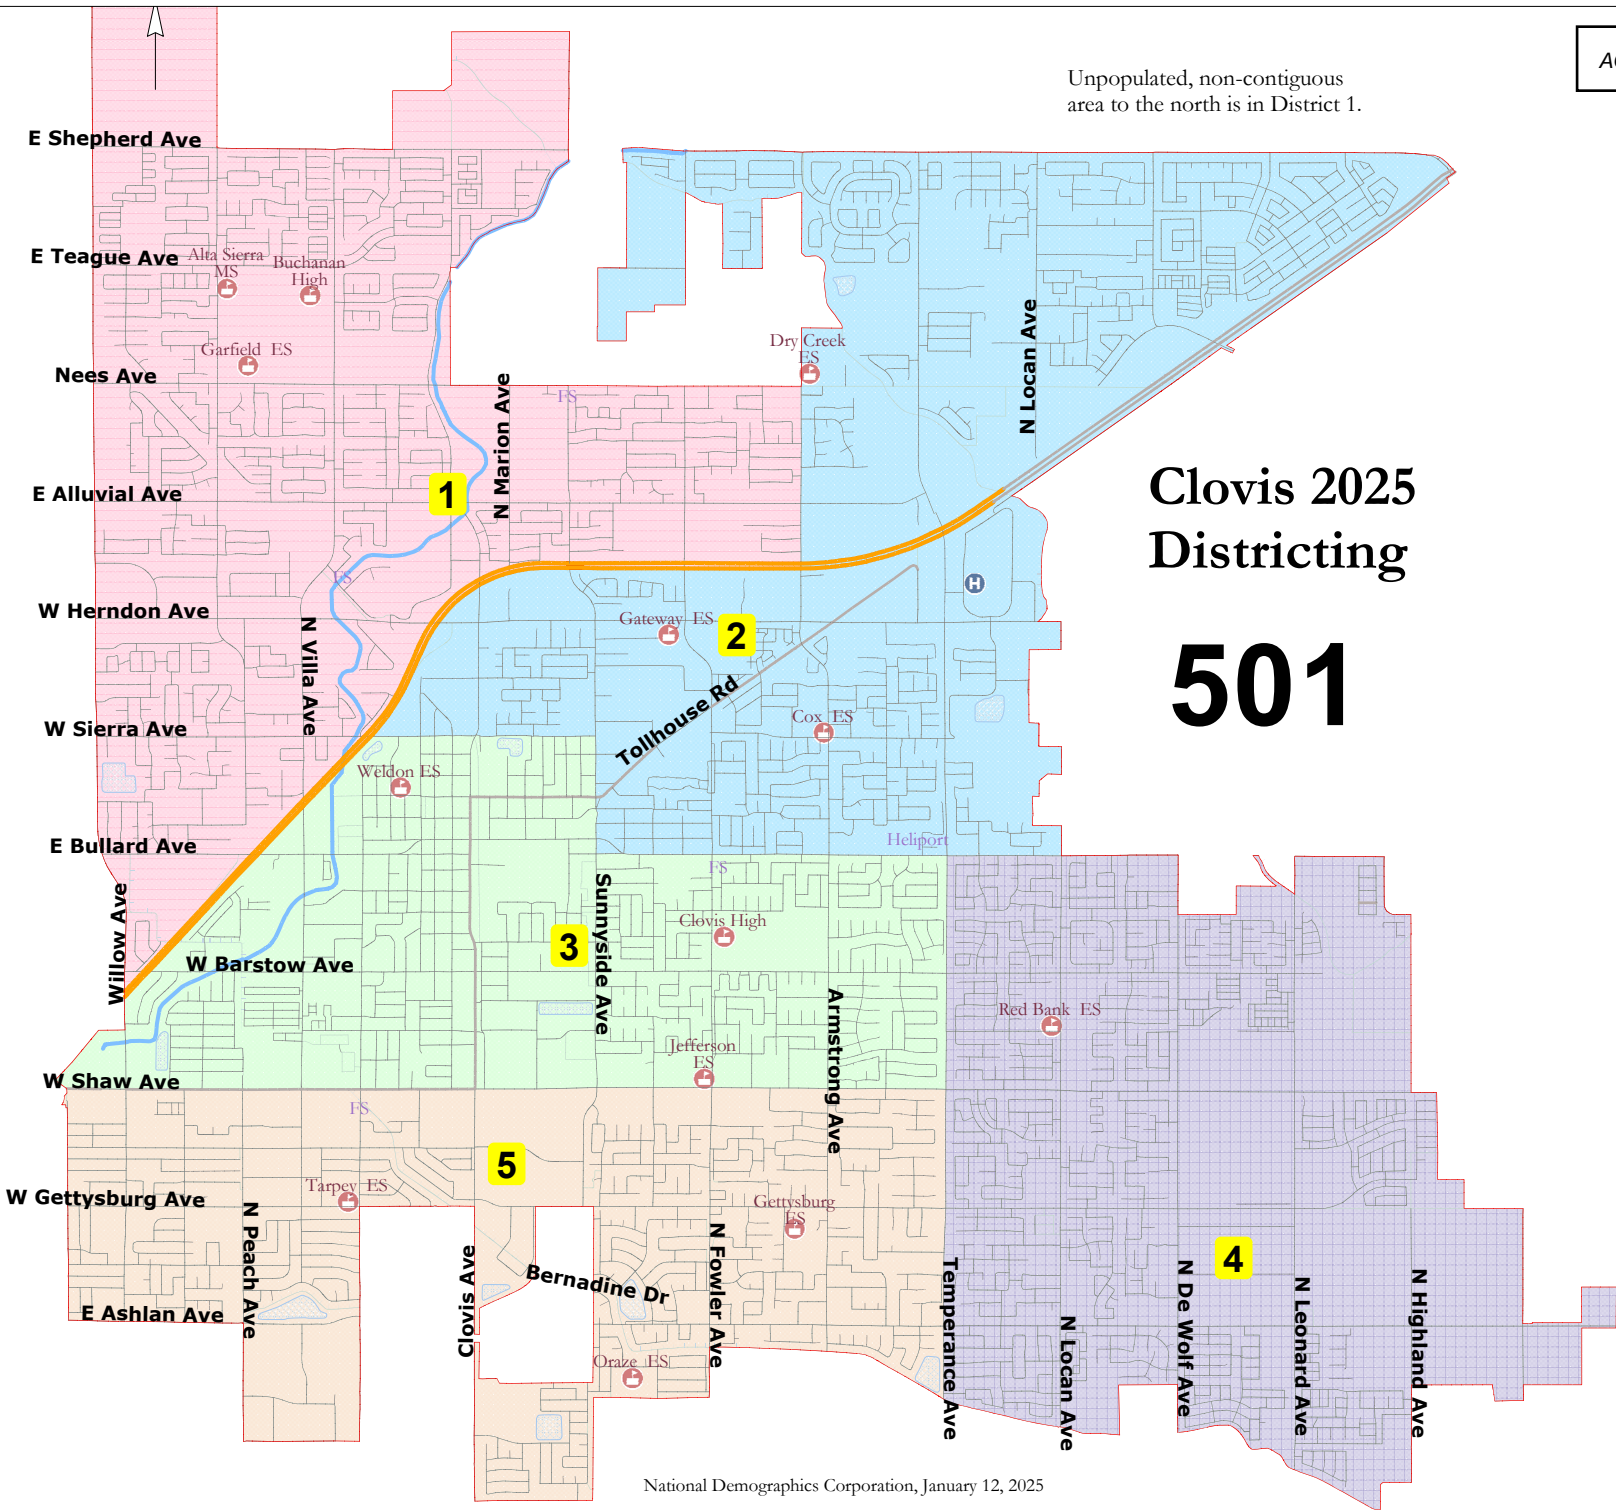 Unpopulated, non-contiguous
area to the north is in District 1.
E Shepherd Ave
E Teague Ave
Alta Sierra
MS
Buchanan
High
Garfield ES
Nees Ave
Dry Creek
ES
FS
N Marion Ave
N Locan Ave
E Alluvial Ave
1
Clovis 2025
Districting
501
FS
H
W Herndon Ave
N Villa Ave
Gateway ES
2
Tollhouse Rd
Cox ES
W Sierra Ave
Weldon ES
E Bullard Ave
Heliport
FS
Willow Ave
Sunnyside Ave
Clovis High
3
W Barstow Ave
Armstrong Ave
Red Bank ES
Jefferson
ES
W Shaw Ave
FS
5
Tarpey ES
W Gettysburg Ave
Gettysburg
ES
N Peach Ave
Clovis Ave
Bernadine Dr
N Fowler Ave
Temperance Ave
4
N Locan Ave
N De Wolf Ave
N Leonard Ave
N Highland Ave
E Ashlan Ave
Oraze ES
National Demographics Corporation, January 12, 2025